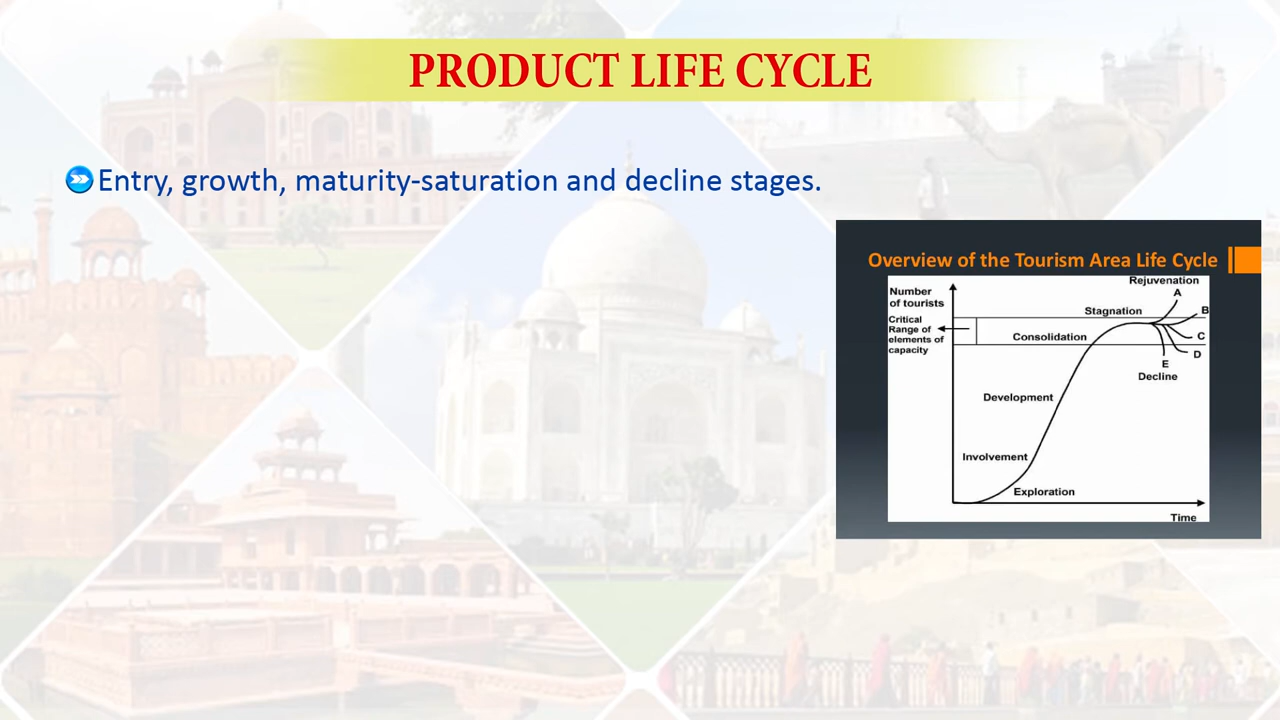 PRODUCT LIFE CYCLE
Entry, growth, maturity-saturation and decline stages.
Overview of the Tourism Area Life Cycle
Rejuvenation
Number
of tourists
A
Critical
Range of
elements of
capacity
Stagnation
B
Consolidation
C
D
E
Decline
Development
Involvement
Exploration
Time